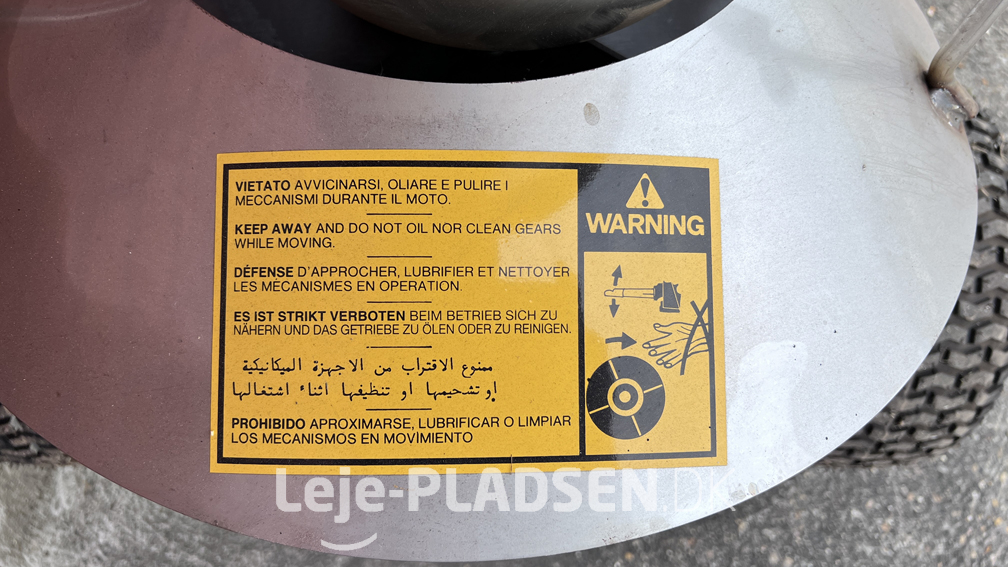 VIETATO AVVICINARSI, OLIARE E PULIRE I
MECCANISMI DURANTE IL MOTO.
KEEP AWAY AND DO NOT OIL NOR CLEAN GEARS
WHILE MOVING.
DÉFENSE D'APPROCHER, LUBRIFIER ET NETTOYER
LES MÉCANISMES EN OPERATION.
ES IST STRIKT VERBOTEN BEIM BETRIEB SICH ZU
NÄHERN UND DAS GETRIEBE ZU ÖLEN ODER ZU REINIGEN.
ممنوع الاقتراب من الاجهزة الميكانيكية
او تشحيمها او تنظيفها اثناء اشتغالها
PROHIBIDO APROXIMARSE, LUBRIFICAR O LIMPIAR
LOS MECANISMOS EN MOVIMIENTO
WARNING
Leje-PLADSEN.DK